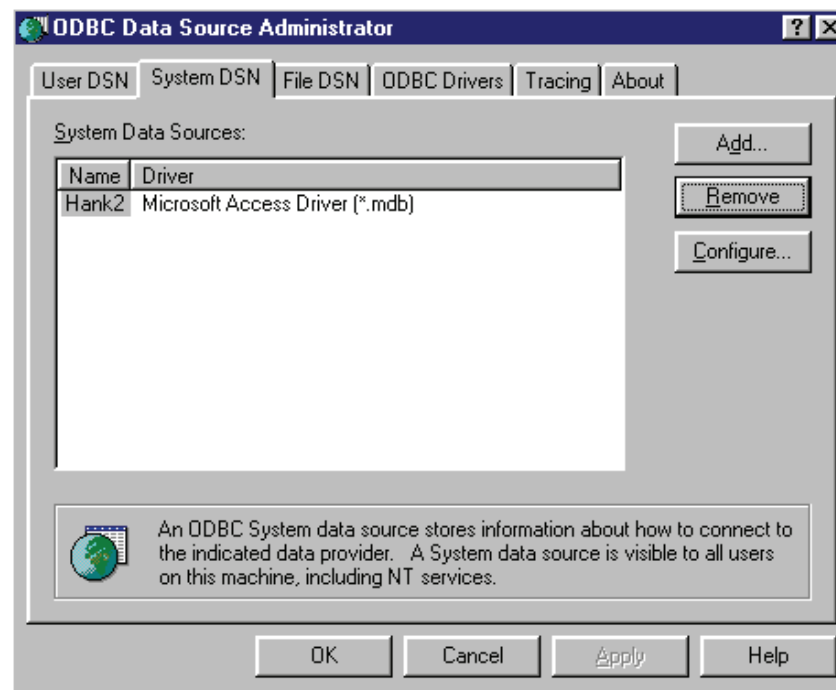 ODBC Data Source Administrator
User DSN System DSN File DSN ODBC Drivers Tracing About
System Data Sources:
Name Driver
Hank2 Microsoft Access Driver (*.mdb)
Add...
Remove
Configure...
An ODBC System data source stores information about how to connect to
the indicated data provider. A System data source is visible to all users
on this machine, including NT services.
OK Cancel Apply Help